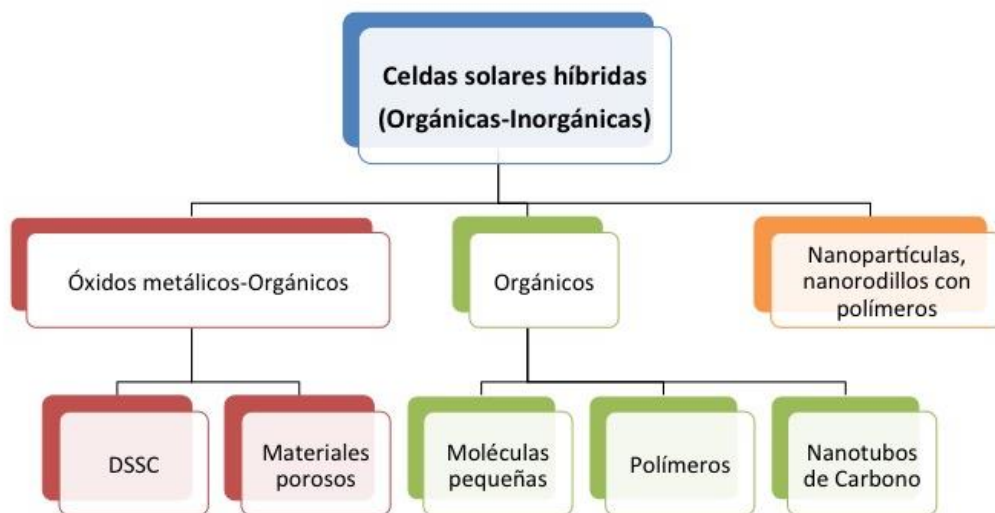 Celdas solares híbridas
(Orgánicas-Inorgánicas)
Óxidos metálicos-Orgánicos
Orgánicos
Nanopartículas,
nanorodillos con
polímeros
DSSC
Materiales
porosos
Moléculas
pequeñas
Polímeros
Nanotubos
de Carbono